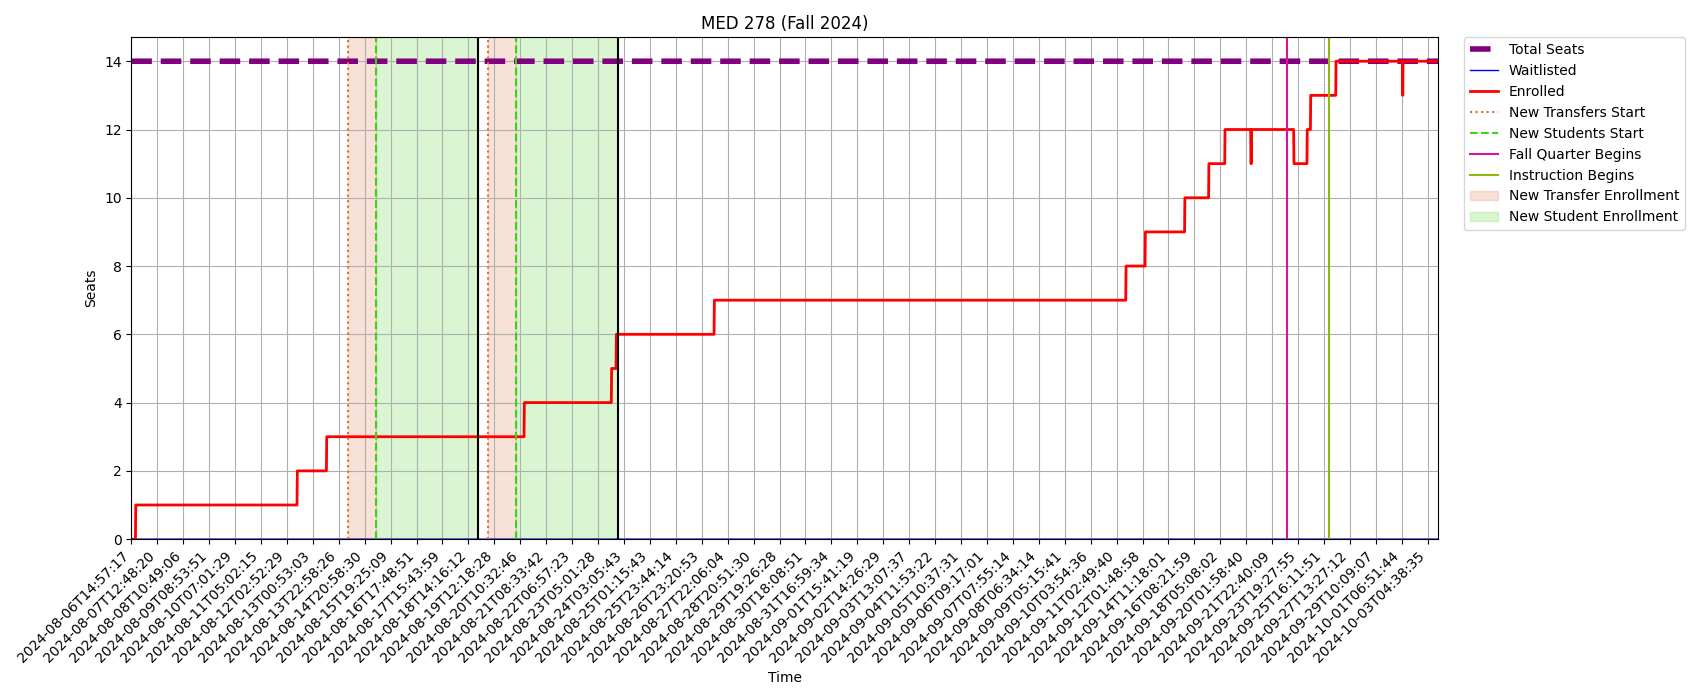 MED 278 (Fall 2024)
Total Seats
Waitlisted
Enrolled
New Transfers Start
New Students Start
Fall Quarter Begins
Instruction Begins
New Transfer Enrollment
New Student Enrollment
Seats
14
12
10
8
6
4
2
0
2024-08-06T14:57:17
2024-08-07T12:48:20
2024-08-08T10:49:06
2024-08-09T08:53:51
2024-08-10T07:01:29
2024-08-11T05:02:15
2024-08-12T02:52:29
2024-08-13T00:53:03
2024-08-13T22:58:26
2024-08-14T20:58:30
2024-08-15T19:25:09
2024-08-16T17:48:51
2024-08-17T15:43:59
2024-08-18T14:16:12
2024-08-19T12:18:28
2024-08-20T10:32:46
2024-08-21T08:33:42
2024-08-22T06:57:23
2024-08-23T05:01:28
2024-08-24T03:05:43
2024-08-25T01:15:43
2024-08-25T23:44:14
2024-08-26T23:20:53
2024-08-27T22:06:04
2024-08-28T20:51:30
2024-08-29T19:26:28
2024-08-30T18:08:51
2024-08-31T16:59:34
2024-09-01T15:41:19
2024-09-02T14:26:29
2024-09-03T13:07:37
2024-09-04T11:53:22
2024-09-05T10:37:31
2024-09-06T09:17:01
2024-09-07T07:55:14
2024-09-08T06:34:14
2024-09-09T05:15:41
2024-09-10T03:54:36
2024-09-11T02:49:40
2024-09-12T01:48:58
2024-09-14T11:18:01
2024-09-16T08:21:59
2024-09-18T05:08:02
2024-09-20T01:58:40
2024-09-21T22:40:09
2024-09-23T19:27:55
2024-09-25T16:11:51
2024-09-27T13:27:12
2024-09-29T10:09:07
2024-10-01T06:51:44
2024-10-03T04:38:35
Time